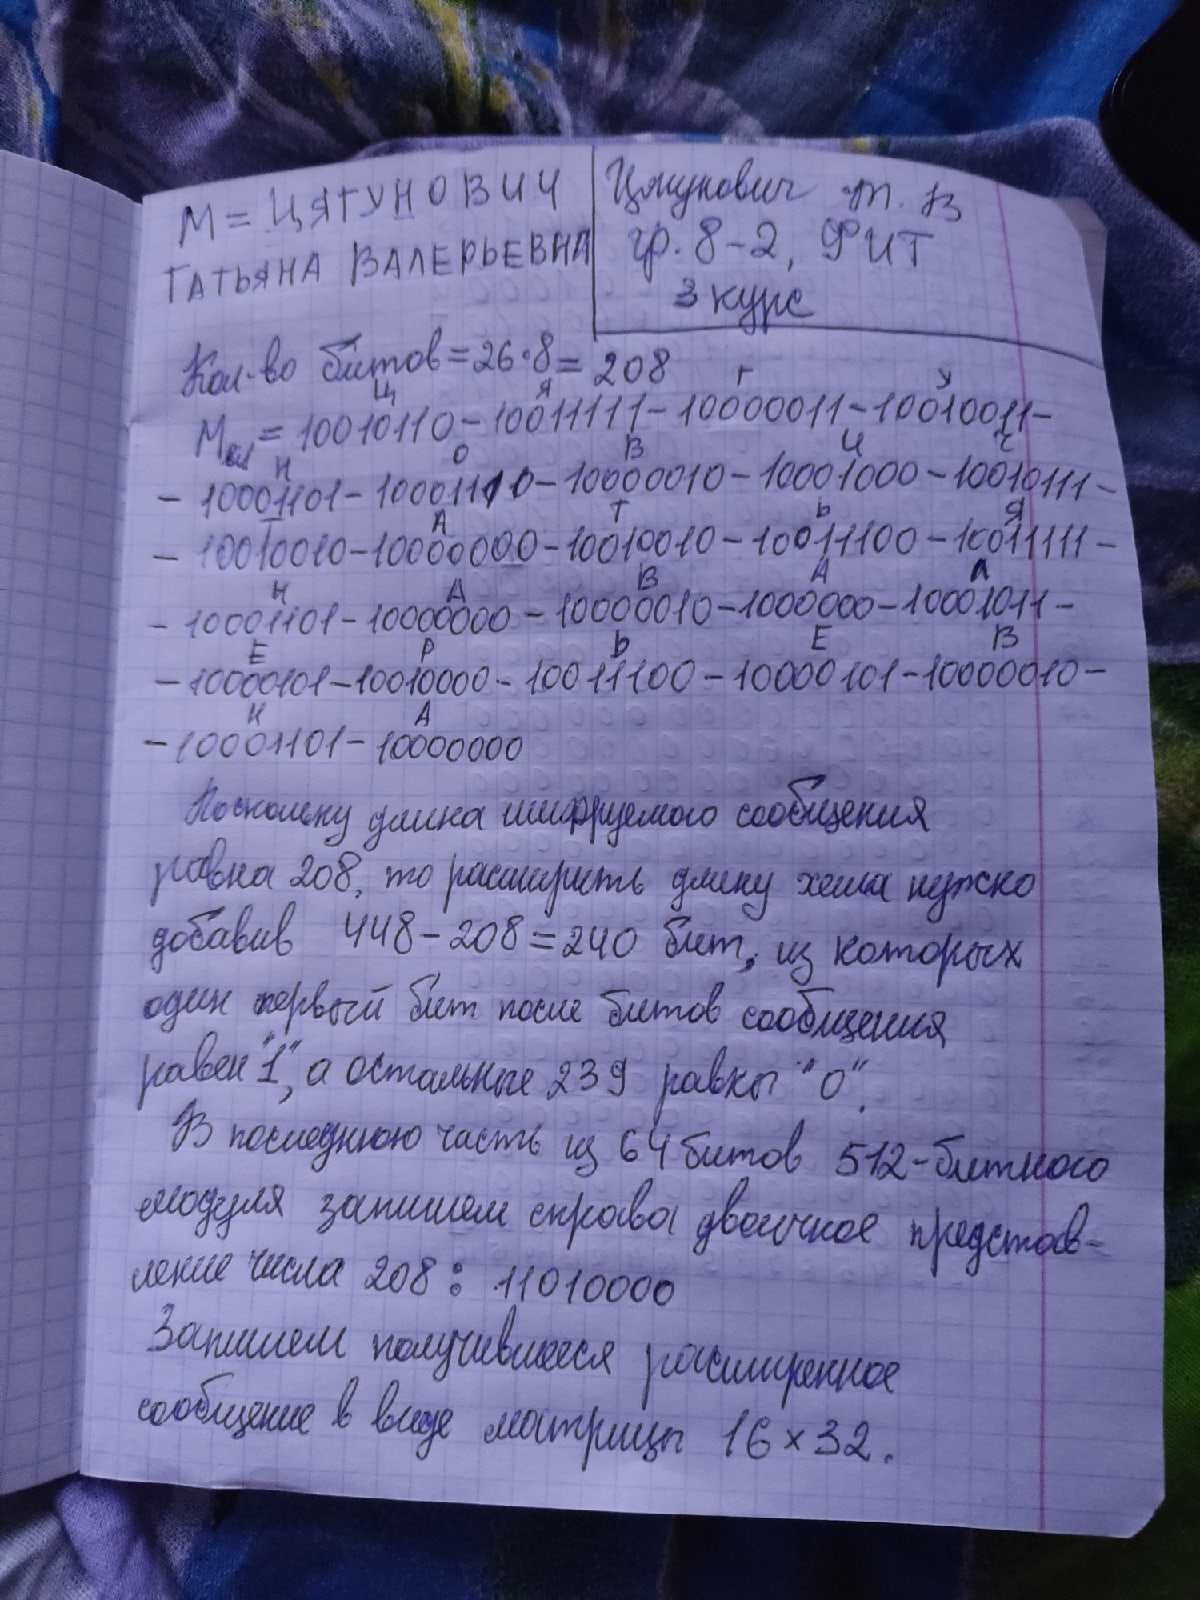 М = ЦЯГУНОВИЧ
ТАТЬЯНА ВАЛЕРЬЕВНА
Цягунович Т. В
гр. 8-2, ФИТ
3 курс
Кол-во битов = 26·8 = 208
Ц Я Г У
М = 10010110 - 10011111 - 10000011 - 10010011 -
Н О В И Ч
- 10001101 - 10001110 - 10000010 - 10001000 - 10010111 -
Т А Т Ь Я
- 10010010 - 10000000 - 10010010 - 10011100 - 10011111 -
Н А В А Л
- 10001101 - 10000000 - 10000010 - 1000000 - 10001011 -
Е Р Ь Е В
- 10000101 - 10010000 - 10011100 - 10000101 - 10000010 -
Н А
- 10001101 - 10000000
Поскольку длина шифруемого сообщения
равна 208, то расширить длину хеша нужно
добавив 448 - 208 = 240 бит, из которых
один первый бит после битов сообщения
равен "1", а остальные 239 равны "0".
В последнюю часть из 64 битов 512-битного
модуля запишем справа двоичное представ-
ление числа 208: 11010000
Запишем получившееся расширенное
сообщение в виде матрицы 16 × 32.